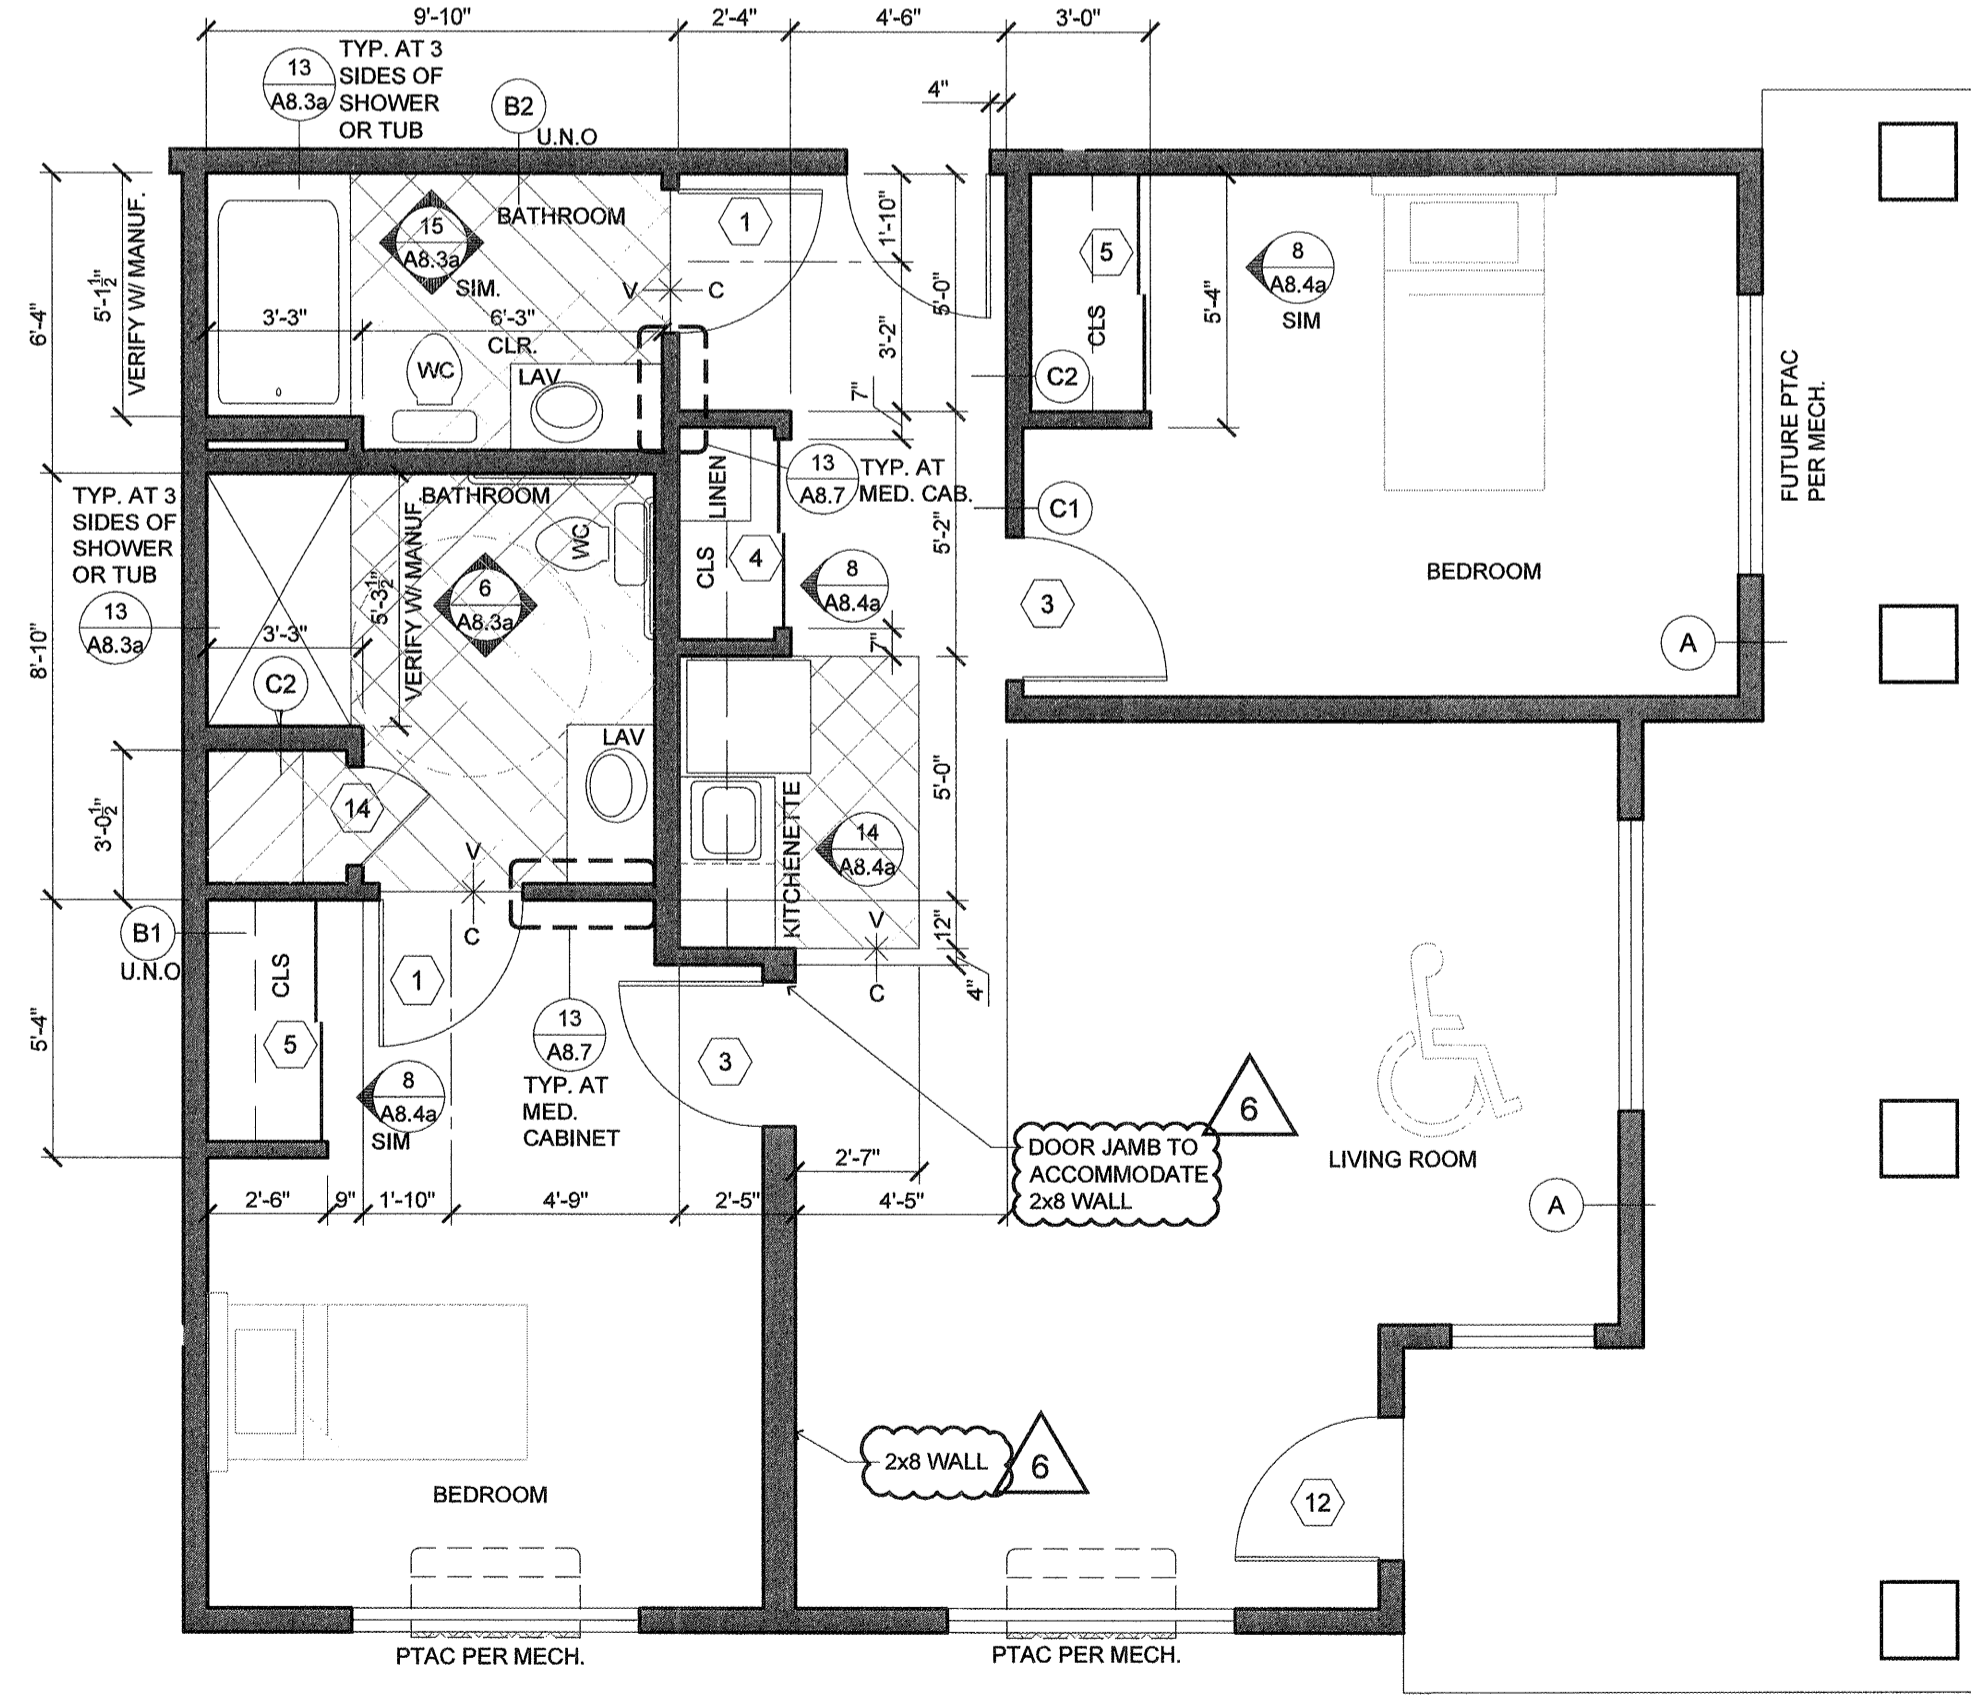 9'-10"
2'-4"
4'-6"
3'-0"
13
A8.3a
TYP. AT 3
SIDES OF
SHOWER
OR TUB
B2
U.N.O
4"
6'-4"
5'-1½"
VERIFY W/ MANUF.
15
A8.3a
SIM.
BATHROOM
V
C
1
1'-10"
5'-0"
3'-2"
7"
3'-3"
6'-3"
CLR.
WC
LAV
5
CLS
C2
5'-4"
8
A8.4a
SIM
FUTURE PTAC
PER MECH.
TYP. AT 3
SIDES OF
SHOWER
OR TUB
13
A8.3a
BATHROOM
WC
VERIFY W/ MANUF.
5'-3½"
6
A8.3a
3'-3"
C2
LINEN
CLS
4
13
A8.7
TYP. AT
MED. CAB.
C1
5'-2"
8
A8.4a
7"
3
BEDROOM
A
8'-10"
3'-0½"
14
LAV
V
C
KITCHENETTE
14
A8.4a
V
C
5'-0"
12"
4"
B1
U.N.O
CLS
5
1
5'-4"
8
A8.4a
SIM
13
A8.7
TYP. AT
MED.
CABINET
3
2'-6"
9"
1'-10"
4'-9"
2'-5"
2'-7"
4'-5"
DOOR JAMB TO
ACCOMMODATE
2x8 WALL
6
LIVING ROOM
A
2x8 WALL
6
BEDROOM
12
PTAC PER MECH.
PTAC PER MECH.